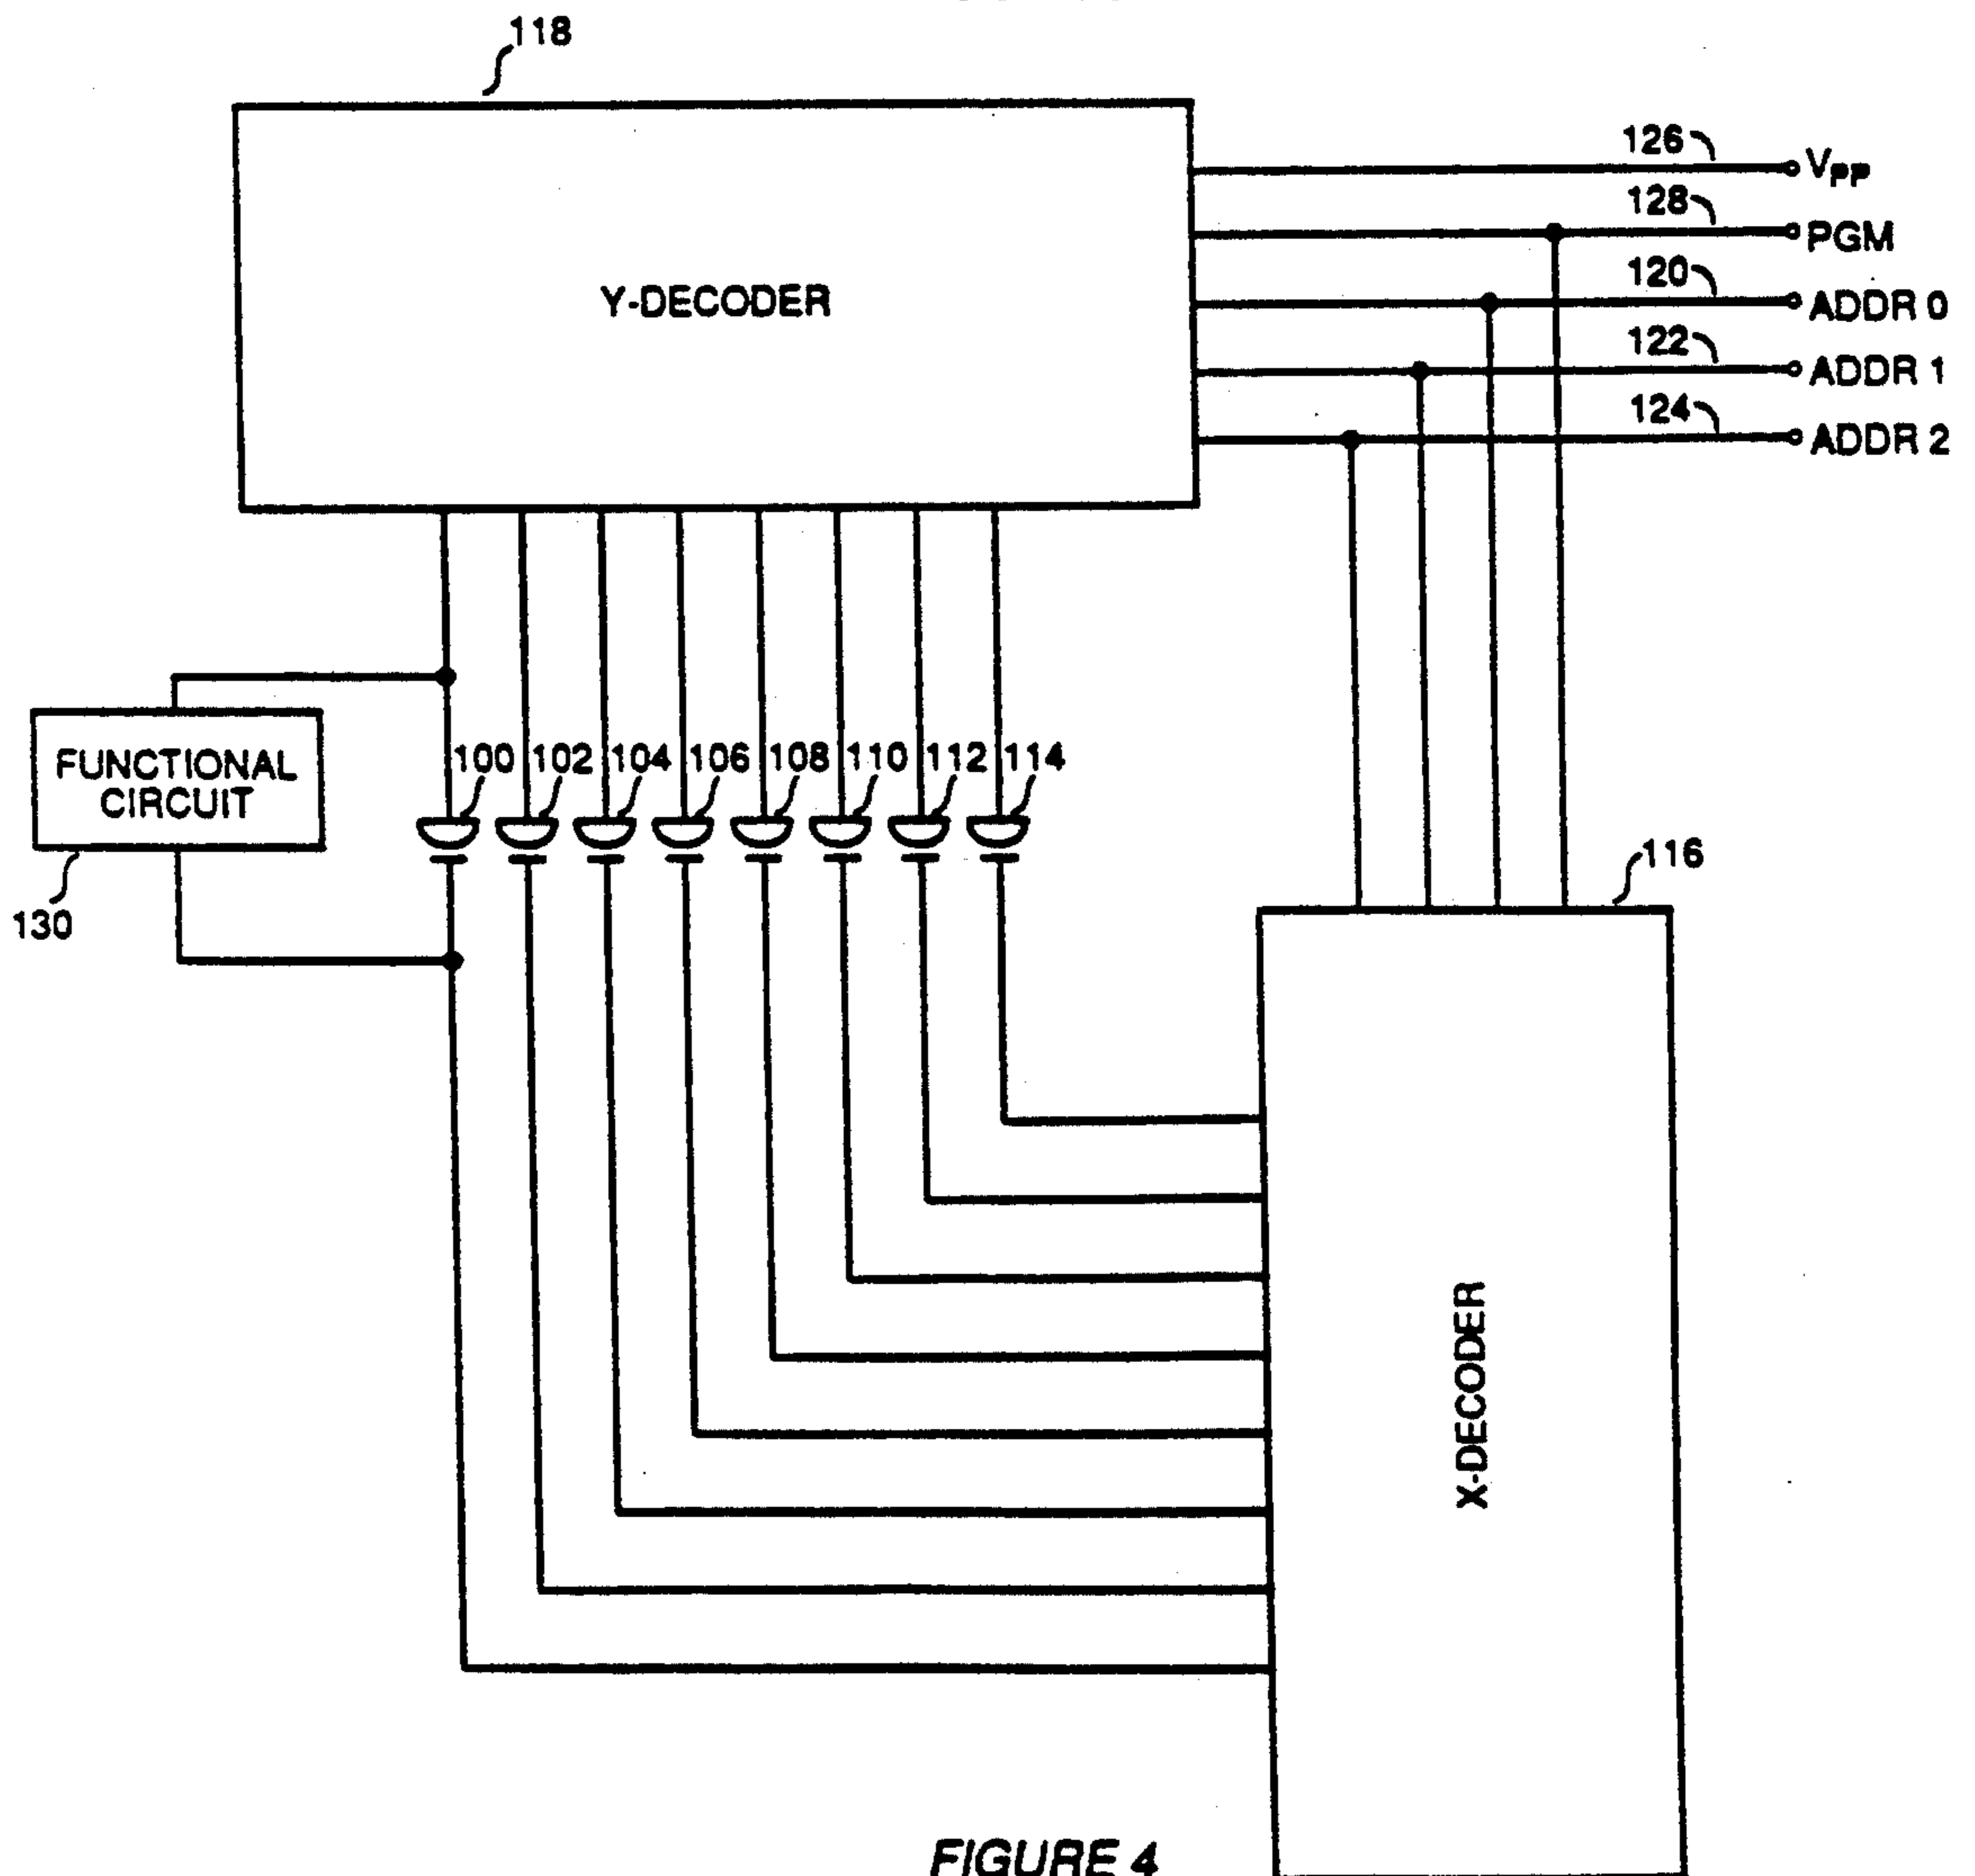 118
126 Vpp
128 PGM
Y-DECODER
120 ADDR 0
122 ADDR 1
124 ADDR 2
FUNCTIONAL
CIRCUIT
100 102 104 106 108 110 112 114
116
130
X-DECODER
FIGURE 4